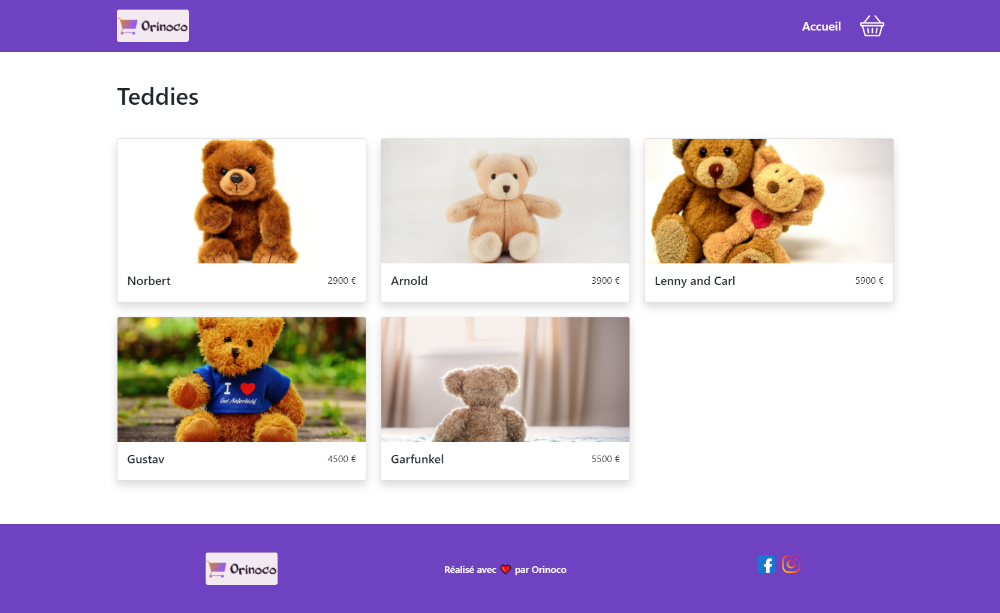 Orinoco
Accueil
Teddies
Norbert 2900 €
Arnold 3900 €
Lenny and Carl 5900 €
I ❤
Gut Aiderbichl
Gustav 4500 €
Garfunkel 5500 €
Orinoco
Réalisé avec ❤ par Orinoco